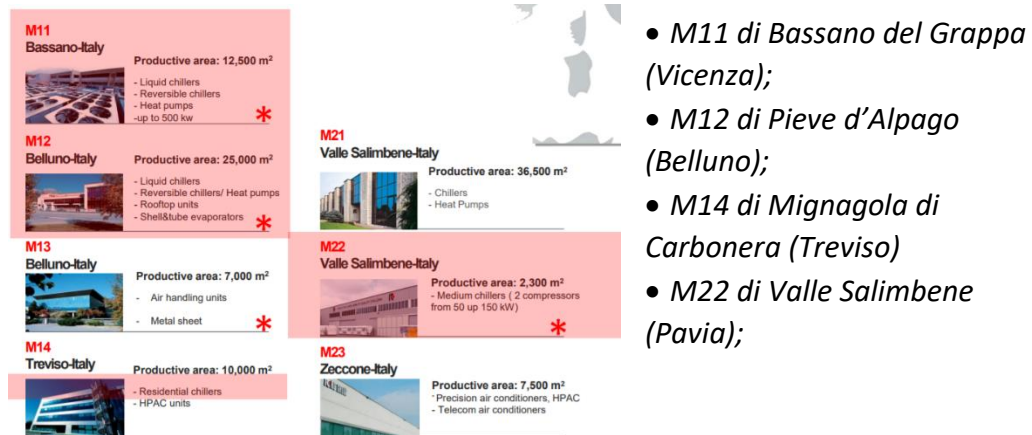 M11
Bassano-Italy
Productive area: 12,500 m²
- Liquid chillers
- Reversible chillers
- Heat pumps
-up to 500 kw
*
M12
Belluno-Italy
Productive area: 25,000 m²
- Liquid chillers
- Reversible chillers/ Heat pumps
- Rooftop units
- Shell&tube evaporators
*
M13
Belluno-Italy
Productive area: 7,000 m²
- Air handling units
- Metal sheet
*
M14
Treviso-Italy
Productive area: 10,000 m²
- Residential chillers
- HPAC units
M21
Valle Salimbene-Italy
Productive area: 36,500 m²
- Chillers
- Heat Pumps
M22
Valle Salimbene-Italy
Productive area: 2,300 m²
- Medium chillers ( 2 compressors
from 50 up 150 kW)
*
M23
Zeccone-Italy
Productive area: 7,500 m²
- Precision air conditioners, HPAC
- Telecom air conditioners
• M11 di Bassano del Grappa
(Vicenza);
• M12 di Pieve d’Alpago
(Belluno);
• M14 di Mignagola di
Carbonera (Treviso)
• M22 di Valle Salimbene
(Pavia);